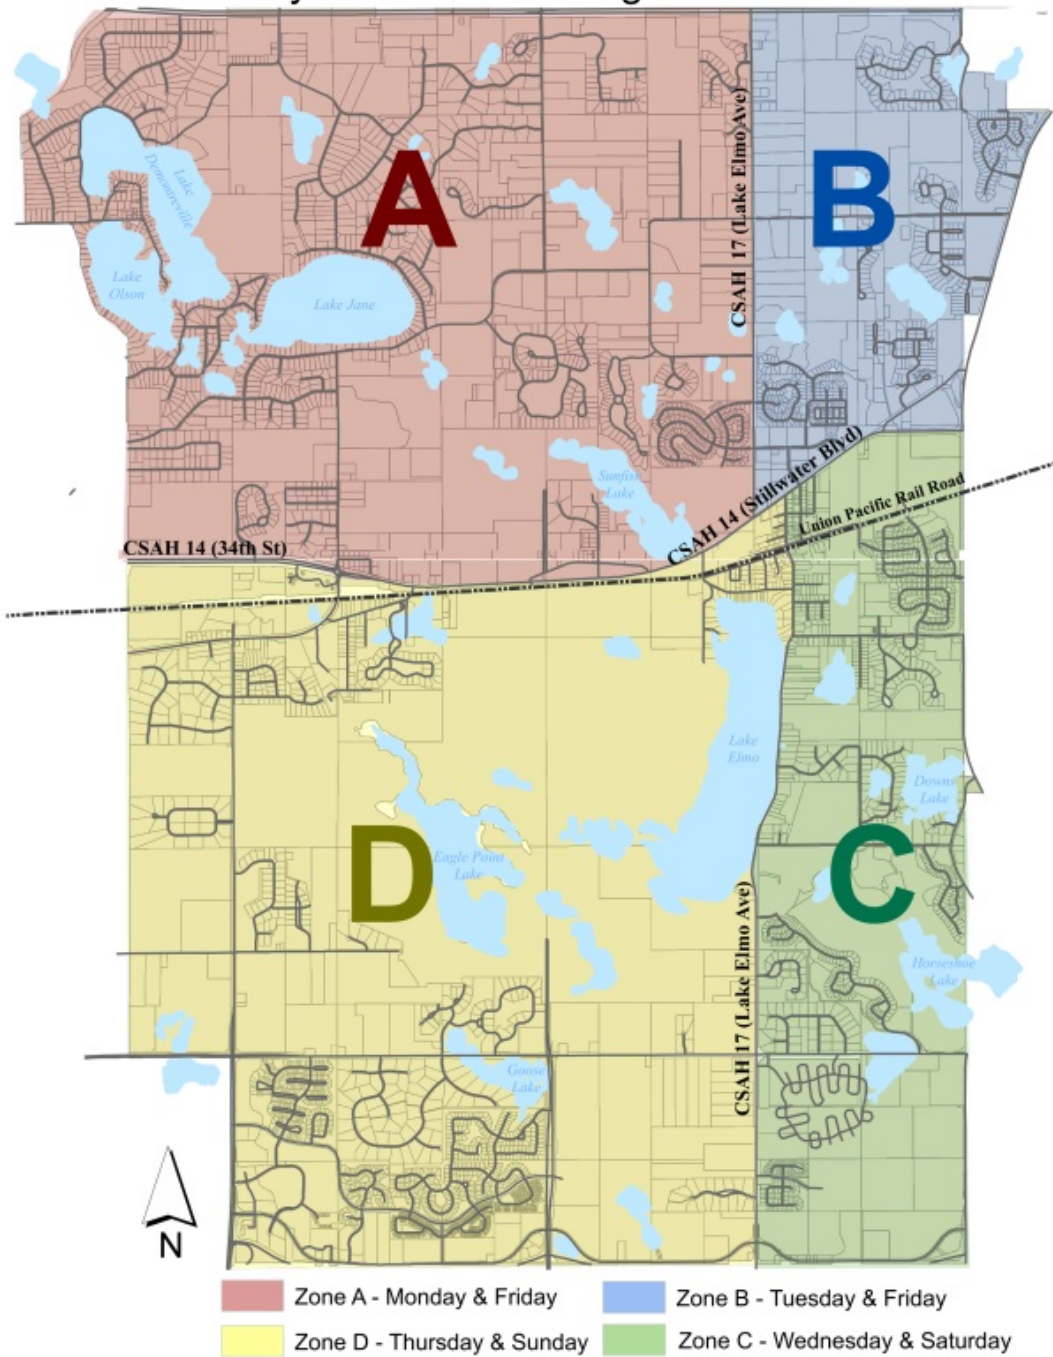 A
B
CSAH 17 (Lake Elmo Ave)
Lake
Demontreville
Lake
Olson
Lake Jane
Sunfish
Lake
CSAH 14 (Stillwater Blvd)
Union Pacific Rail Road
CSAH 14 (34th St)
Lake
Elmo
Downs
Lake
D
Eagle Point
Lake
C
CSAH 17 (Lake Elmo Ave)
Horseshoe
Lake
Goose
Lake
N
Zone A - Monday & Friday
Zone B - Tuesday & Friday
Zone D - Thursday & Sunday
Zone C - Wednesday & Saturday